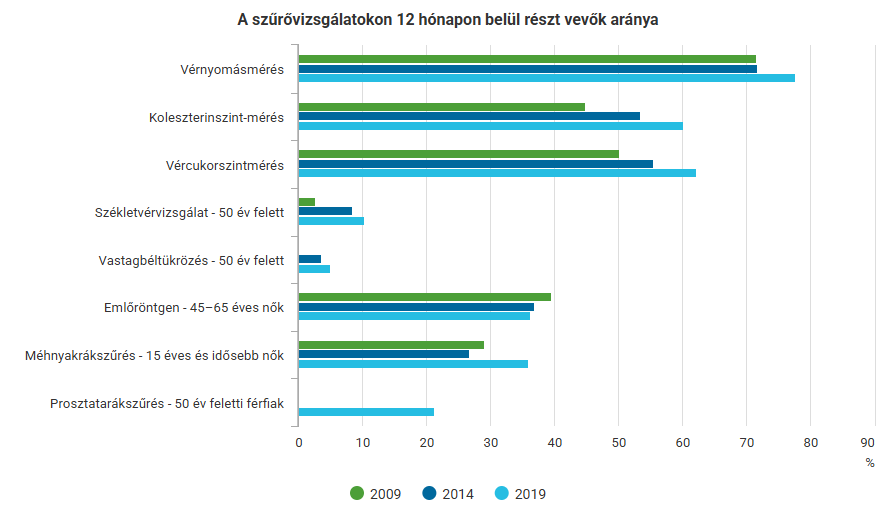 A szűrővizsgálatokon 12 hónapon belül részt vevők aránya
Vérnyomásmérés
Koleszterinszint-mérés
Vércukorszintmérés
Székletvérvizsgálat - 50 év felett
Vastagbéltükrözés - 50 év felett
Emlőröntgen - 45–65 éves nők
Méhnyakrákszűrés - 15 éves és idősebb nők
Prosztatarákszűrés - 50 év feletti férfiak
0 10 20 30 40 50 60 70 80 90
%
2009 2014 2019